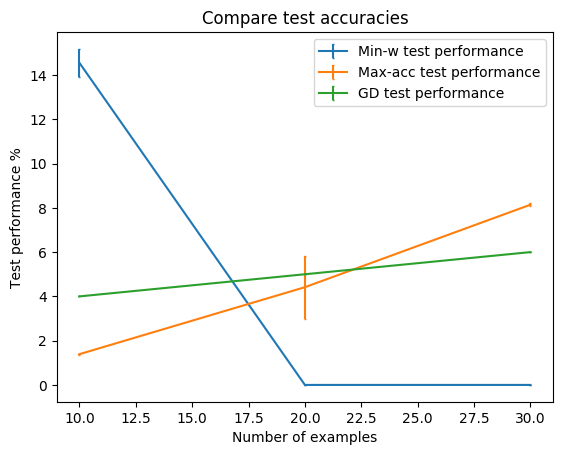 Compare test accuracies
Min-w test performance
Max-acc test performance
GD test performance
Test performance %
14
12
10
8
6
4
2
0
10.0 12.5 15.0 17.5 20.0 22.5 25.0 27.5 30.0
Number of examples